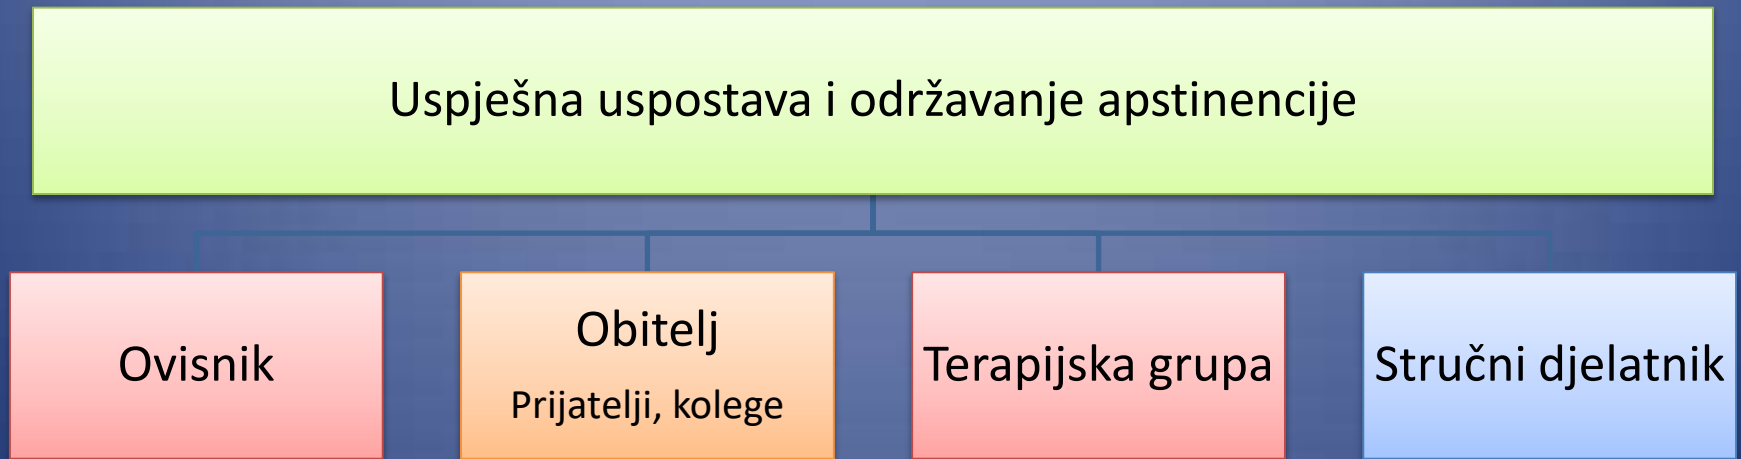 Uspješna uspostava i održavanje apstinencije
Ovisnik
Obitelj
Prijatelji, kolege
Terapijska grupa
Stručni djelatnik